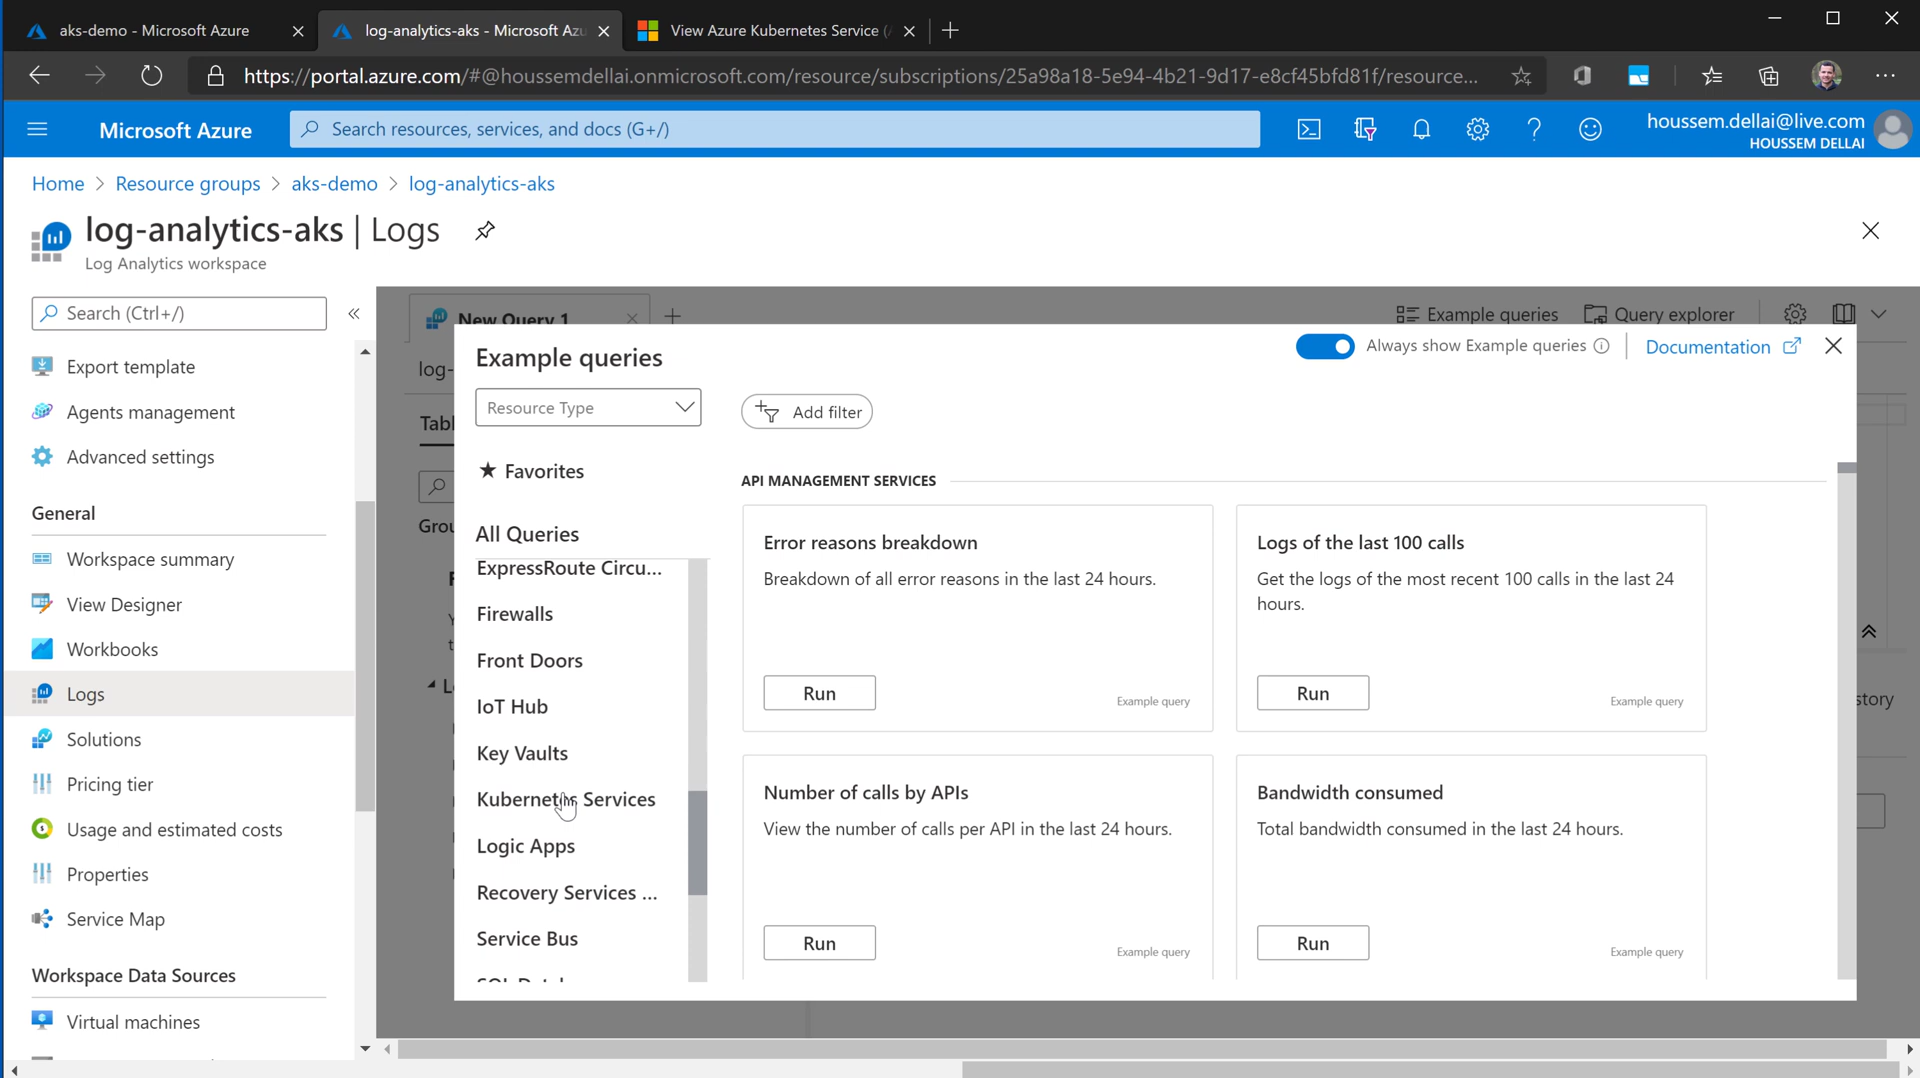 aks-demo - Microsoft Azure
log-analytics-aks - Microsoft Azu
View Azure Kubernetes Service (
https://portal.azure.com/#@houssemdellai.onmicrosoft.com/resource/subscriptions/25a98a18-5e94-4b21-9d17-e8cf45bfd81f/resource...
Microsoft Azure
Search resources, services, and docs (G+/)
houssem.dellai@live.com
HOUSSEM DELLAI
Home > Resource groups > aks-demo > log-analytics-aks
log-analytics-aks | Logs
Log Analytics workspace
Search (Ctrl+/)
Export template
Agents management
Advanced settings
General
Workspace summary
View Designer
Workbooks
Logs
Solutions
Pricing tier
Usage and estimated costs
Properties
Service Map
Workspace Data Sources
Virtual machines
New Query 1
Example queries
Query explorer
log-
Tabl
Grou
story
Example queries
Always show Example queries
Documentation
Resource Type
Add filter
Favorites
All Queries
ExpressRoute Circu...
Firewalls
Front Doors
IoT Hub
Key Vaults
Kubernetes Services
Logic Apps
Recovery Services ...
Service Bus
API MANAGEMENT SERVICES
Error reasons breakdown
Breakdown of all error reasons in the last 24 hours.
Run
Example query
Logs of the last 100 calls
Get the logs of the most recent 100 calls in the last 24
hours.
Run
Example query
Number of calls by APIs
View the number of calls per API in the last 24 hours.
Run
Example query
Bandwidth consumed
Total bandwidth consumed in the last 24 hours.
Run
Example query